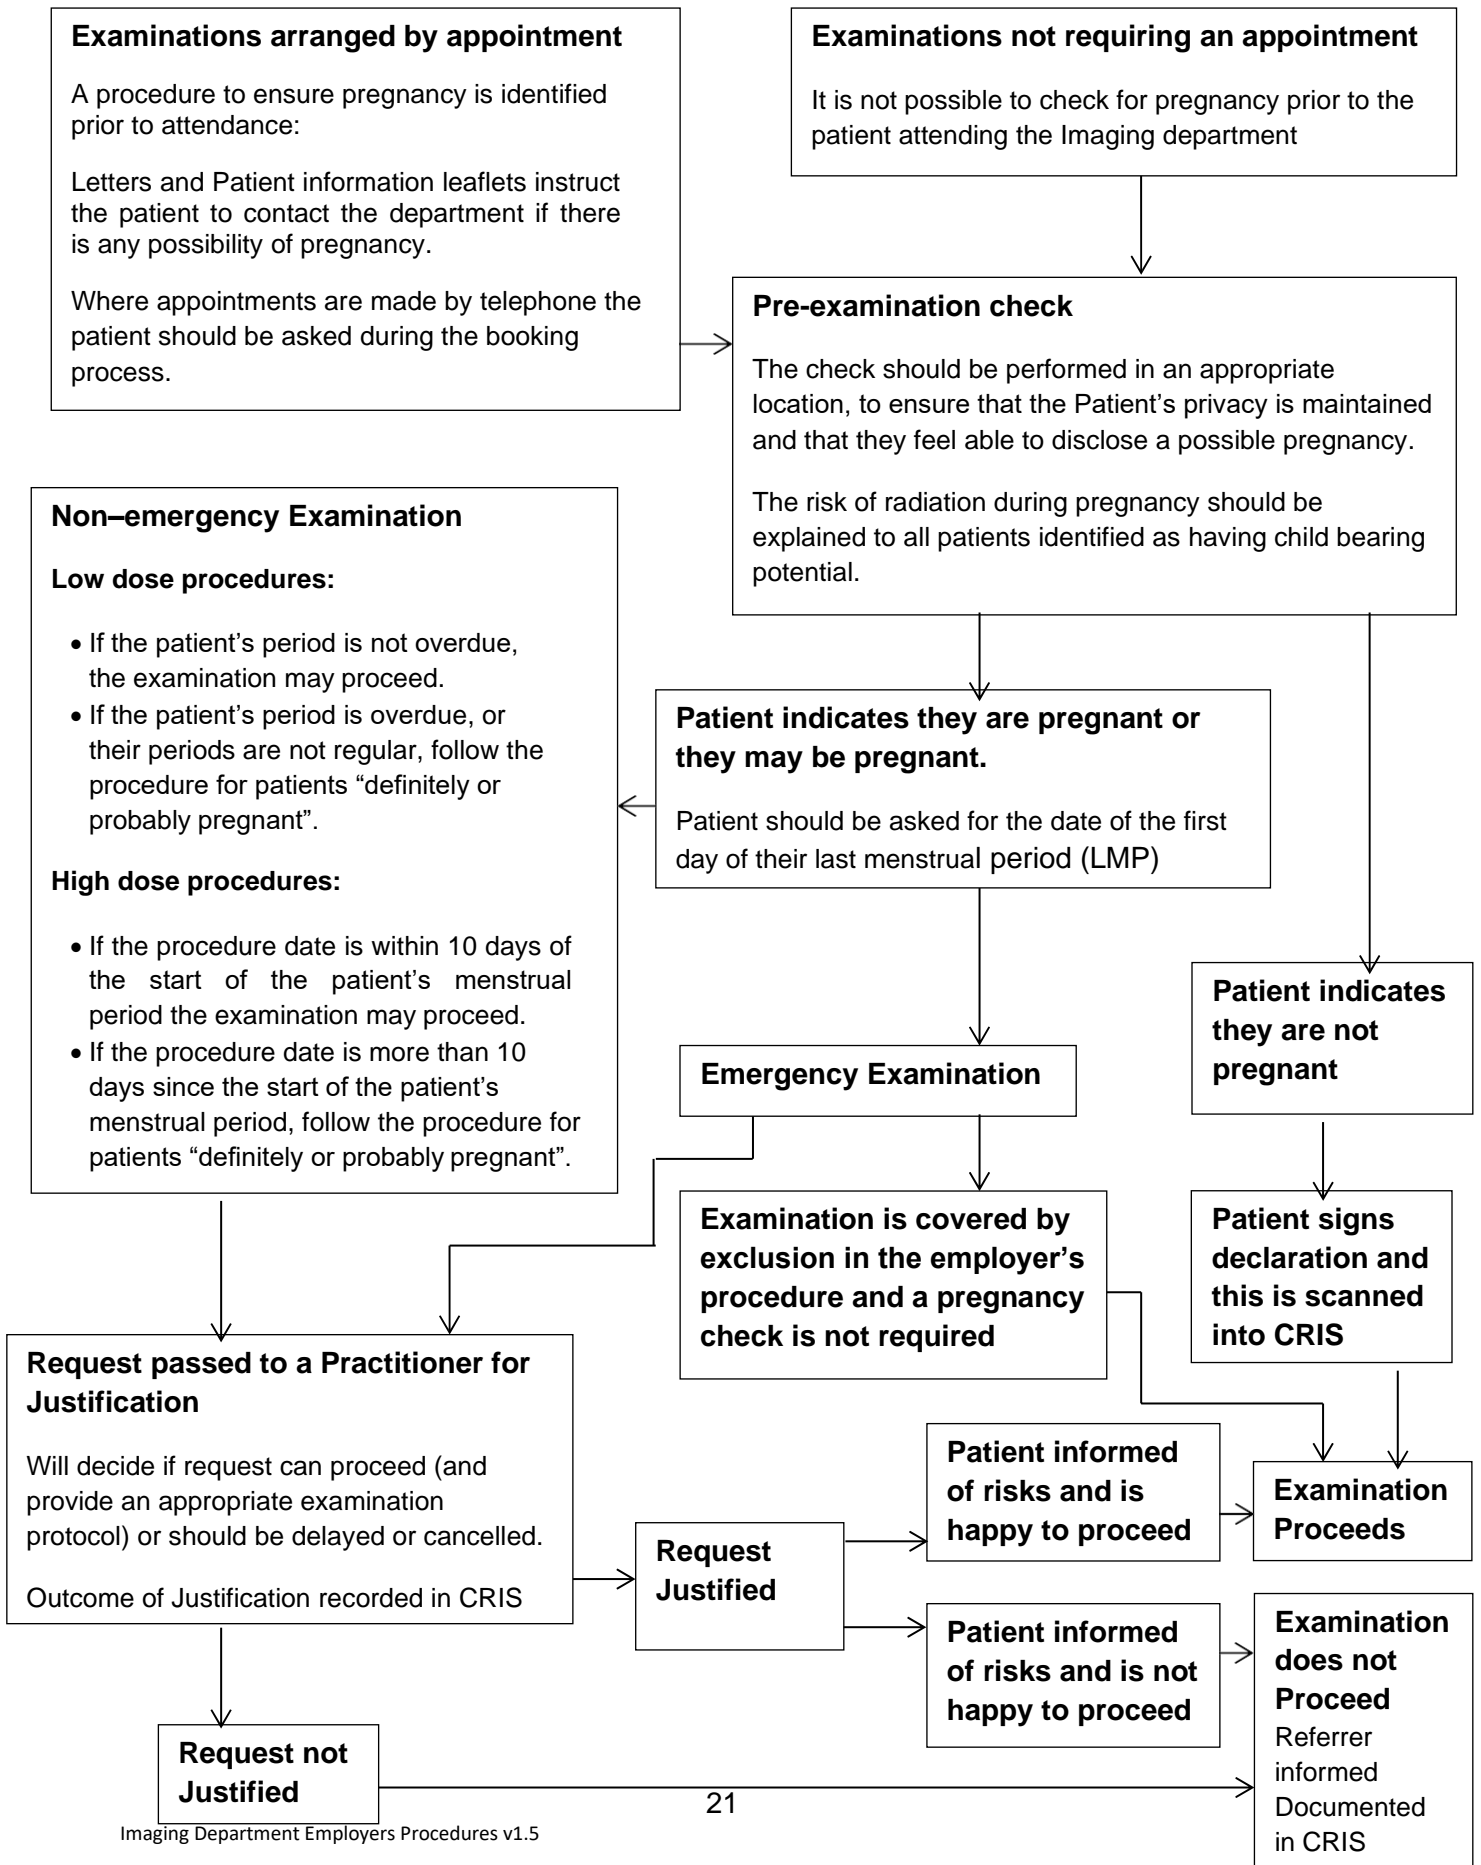 Examinations arranged by appointment
A procedure to ensure pregnancy is identified
prior to attendance:
Letters and Patient information leaflets instruct
the patient to contact the department if there
is any possibility of pregnancy.
Where appointments are made by telephone the
patient should be asked during the booking
process.
Examinations not requiring an appointment
It is not possible to check for pregnancy prior to the
patient attending the Imaging department
Pre-examination check
The check should be performed in an appropriate
location, to ensure that the Patient’s privacy is maintained
and that they feel able to disclose a possible pregnancy.
The risk of radiation during pregnancy should be
explained to all patients identified as having child bearing
potential.
Non–emergency Examination
Low dose procedures:
• If the patient’s period is not overdue,
the examination may proceed.
• If the patient’s period is overdue, or
their periods are not regular, follow the
procedure for patients “definitely or
probably pregnant”.
High dose procedures:
• If the procedure date is within 10 days of
the start of the patient’s menstrual
period the examination may proceed.
• If the procedure date is more than 10
days since the start of the patient’s
menstrual period, follow the procedure for
patients “definitely or probably pregnant”.
Patient indicates they are pregnant or
they may be pregnant.
Patient should be asked for the date of the first
day of their last menstrual period (LMP)
Patient indicates
they are not
pregnant
Emergency Examination
Examination is covered by
exclusion in the employer’s
procedure and a pregnancy
check is not required
Patient signs
declaration and
this is scanned
into CRIS
Request passed to a Practitioner for
Justification
Will decide if request can proceed (and
provide an appropriate examination
protocol) or should be delayed or cancelled.
Outcome of Justification recorded in CRIS
Request
Justified
Patient informed
of risks and is
happy to proceed
Examination
Proceeds
Patient informed
of risks and is not
happy to proceed
Examination
does not
Proceed
Referrer
informed
Documented
in CRIS
Request not
Justified
21
Imaging Department Employers Procedures v1.5